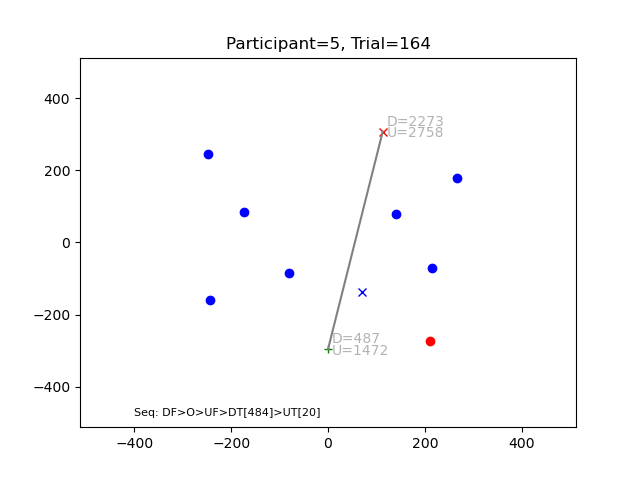 Participant=5, Trial=164
D=2273
U=2758
D=487
U=1472
Seq: DF>O>UF>DT[484]>UT[20]
400
200
0
−200
−400
−400
−200
0
200
400